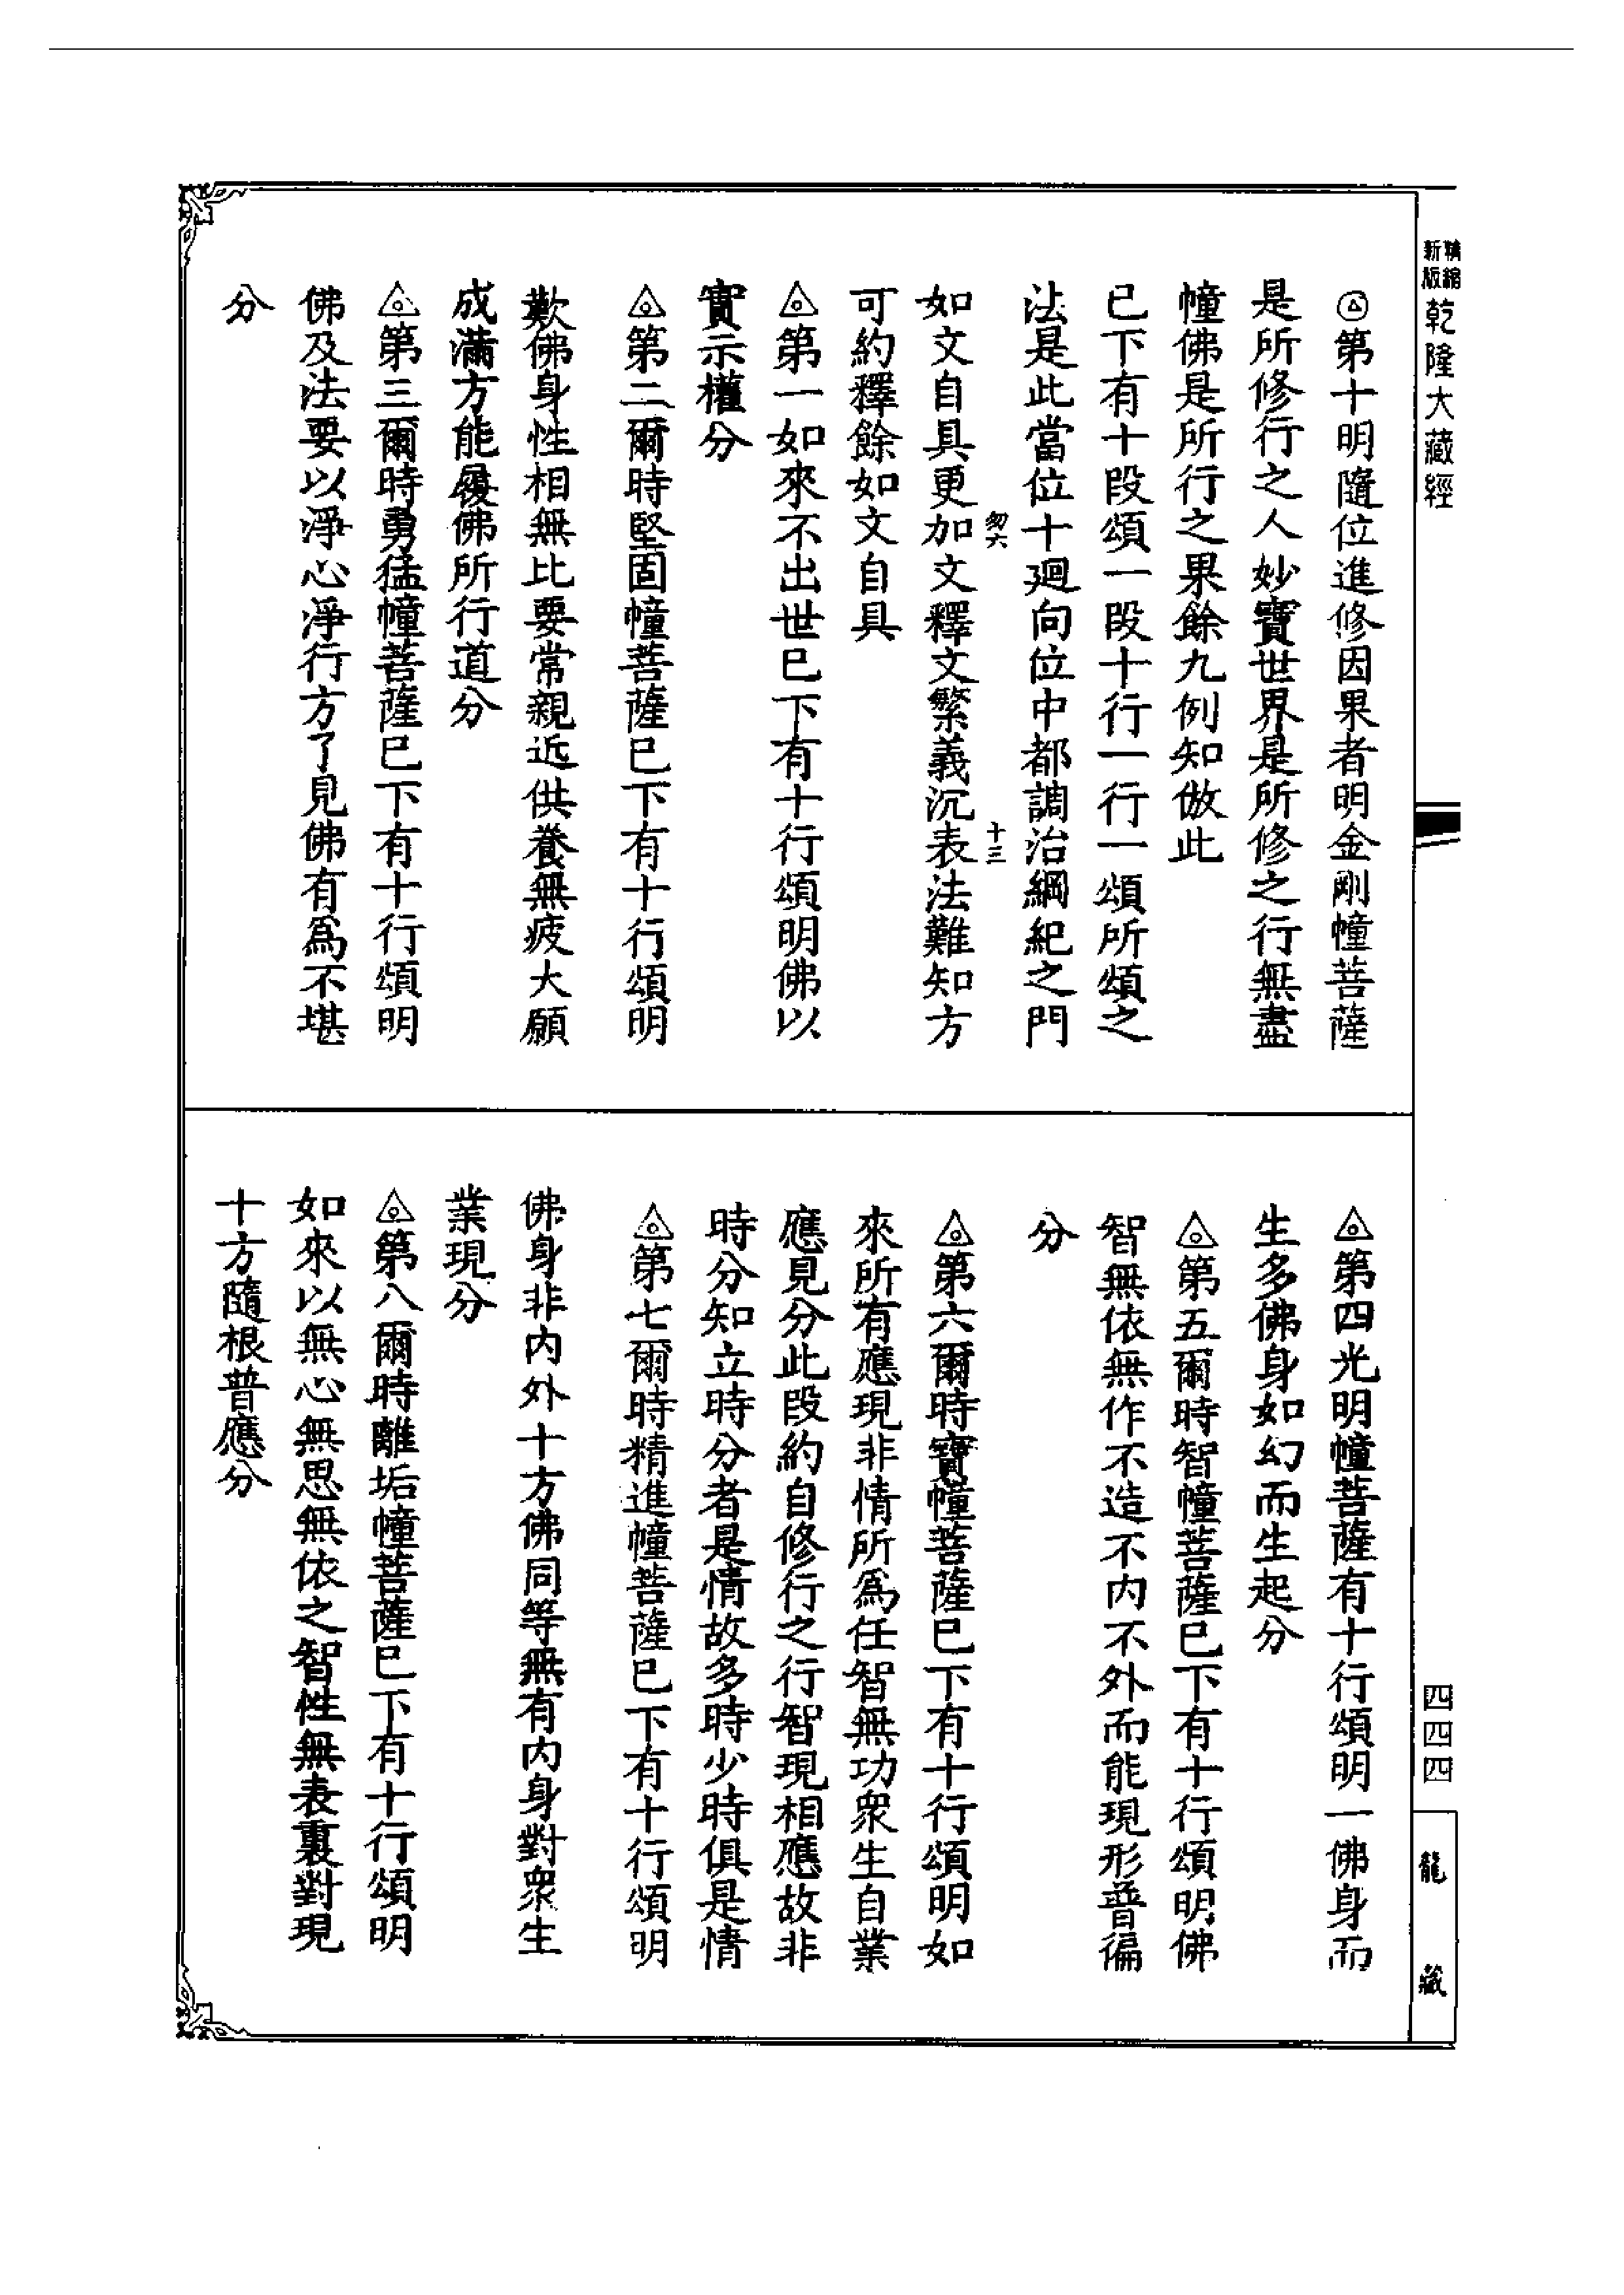 精縮新版
乾隆大藏經
四四四
龍藏
第十明隨位進修因果者明金剛幢菩薩
是所修行之人妙寶世界是所修之行無盡
幢佛是所行之果餘九例知倣此
已下有十段頌一段十行一行一頌所頌之
法是此當位十廻向位中都調治綱紀之門
芴六
十三
如文自具更加文釋文繁義沉表法難知方
可約釋餘如文自具
第一如來不出世已下有十行頌明佛以
實示權分
第二爾時堅固幢菩薩已下有十行頌明
歎佛身性相無比要常親近供養無疲大願
成滿方能履佛所行道分
第三爾時勇猛幢菩薩已下有十行頌明
佛及法要以淨心淨行方了見佛有為不堪
分
第四光明幢菩薩有十行頌明一佛身而
生多佛身如幻而生起分
第五爾時智幢菩薩已下有十行頌明佛
智無依無作不造不內不外而能現形普徧
分
第六爾時寶幢菩薩已下有十行頌明如
來所有應現非情所為任智無功衆生自業
應見分此段約自修行之行智現相應故非
時分知立時分者是情故多時少時俱是情
第七爾時精進幢菩薩已下有十行頌明
佛身非內外十方佛同等無有內身對衆生
業現分
第八爾時離垢幢菩薩已下有十行頌明
如來以無心無思無依之智性無表裏對現
十方隨根普應分